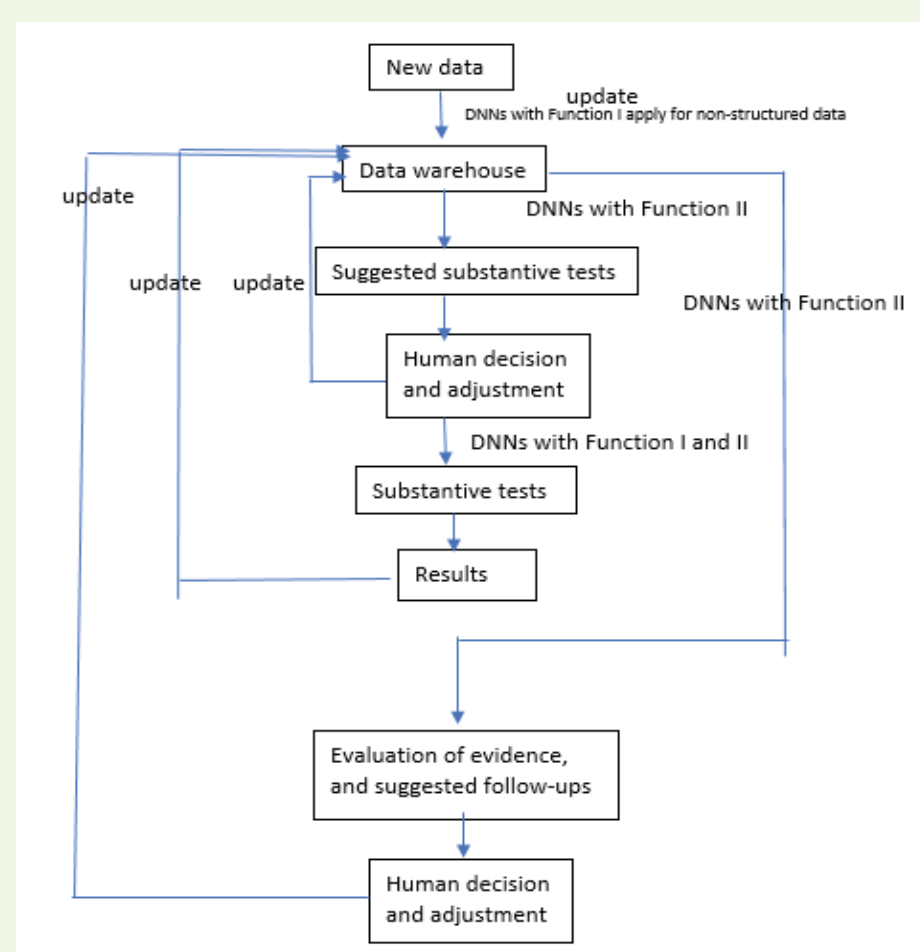 New data
update
DNNs with Function I apply for non-structured data
Data warehouse
update
DNNs with Function II
Suggested substantive tests
update
update
DNNs with Function II
Human decision
and adjustment
DNNs with Function I and II
Substantive tests
Results
Evaluation of evidence,
and suggested follow-ups
Human decision
and adjustment